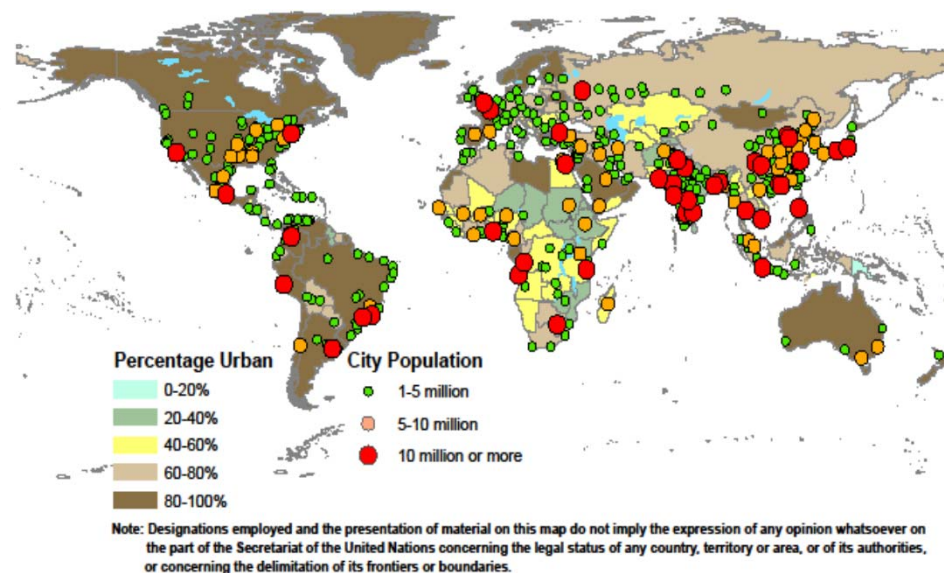 Percentage Urban
0-20%
20-40%
40-60%
60-80%
80-100%
City Population
1-5 million
5-10 million
10 million or more
Note: Designations employed and the presentation of material on this map do not imply the expression of any opinion whatsoever on
the part of the Secretariat of the United Nations concerning the legal status of any country, territory or area, or of its authorities,
or concerning the delimitation of its frontiers or boundaries.